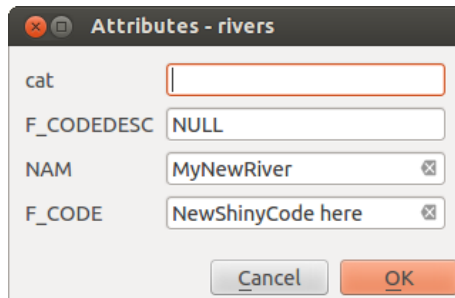 Attributes - rivers
cat
F_CODEDESC NULL
NAM MyNewRiver
F_CODE NewShinyCode here
Cancel OK